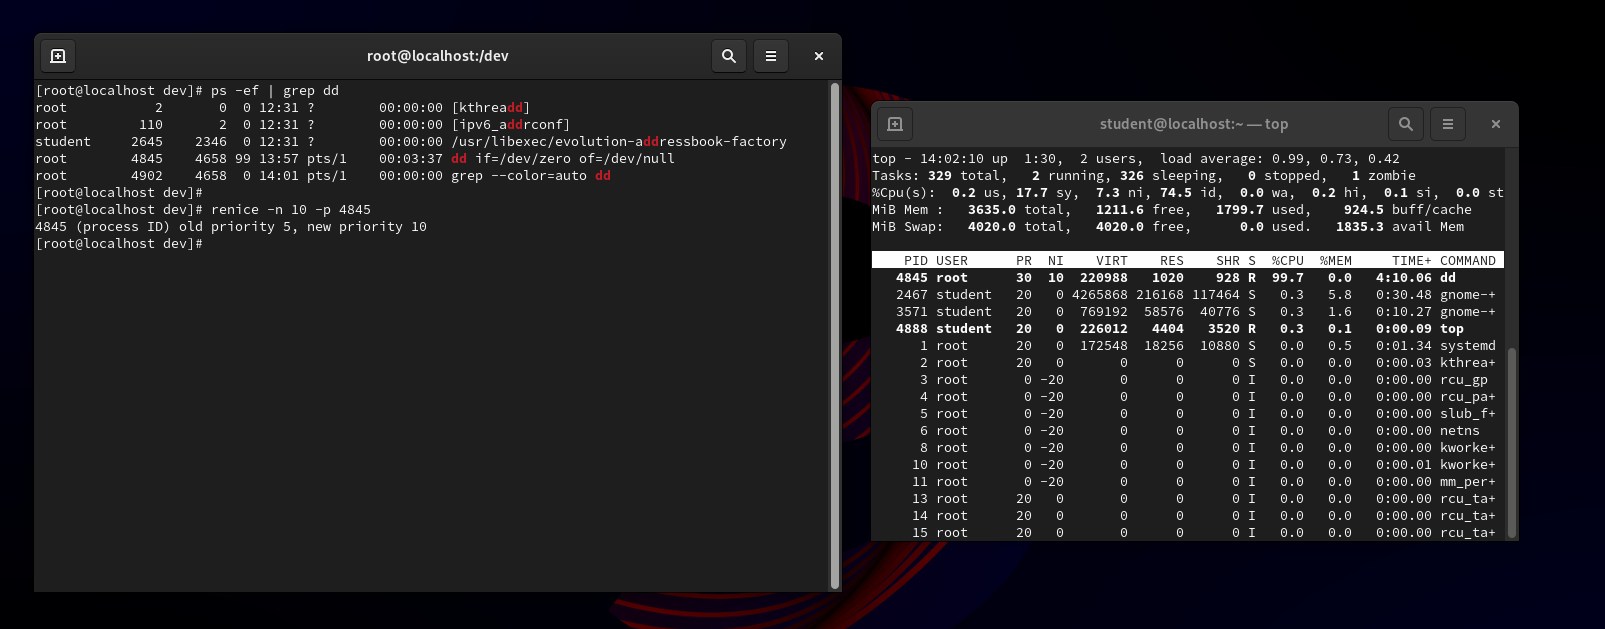 root@localhost:/dev
[root@localhost dev]# ps -ef | grep dd
root 2 0 0 12:31 ? 00:00:00 [kthreadd]
root 110 2 0 12:31 ? 00:00:00 [ipv6_addrconf]
student 2645 2346 0 12:31 ? 00:00:00 /usr/libexec/evolution-addressbook-factory
root 4845 4658 99 13:57 pts/1 00:03:37 dd if=/dev/zero of=/dev/null
root 4902 4658 0 14:01 pts/1 00:00:00 grep --color=auto dd
[root@localhost dev]#
[root@localhost dev]# renice -n 10 -p 4845
4845 (process ID) old priority 5, new priority 10
[root@localhost dev]#
student@localhost:~ — top
top - 14:02:10 up 1:30, 2 users, load average: 0.99, 0.73, 0.42
Tasks: 329 total, 2 running, 326 sleeping, 0 stopped, 1 zombie
%Cpu(s): 0.2 us, 17.7 sy, 7.3 ni, 74.5 id, 0.0 wa, 0.2 hi, 0.1 si, 0.0 st
MiB Mem : 3635.0 total, 1211.6 free, 1799.7 used, 924.5 buff/cache
MiB Swap: 4020.0 total, 4020.0 free, 0.0 used. 1835.3 avail Mem
PID USER PR NI VIRT RES SHR S %CPU %MEM TIME+ COMMAND
4845 root 30 10 220988 1020 928 R 99.7 0.0 4:10.06 dd
2467 student 20 0 4265868 216168 117464 S 0.3 5.8 0:30.48 gnome-+
3571 student 20 0 769192 58576 40776 S 0.3 1.6 0:10.27 gnome-+
4888 student 20 0 226012 4404 3520 R 0.3 0.1 0:00.09 top
1 root 20 0 172548 18256 10880 S 0.0 0.5 0:01.34 systemd
2 root 20 0 0 0 0 S 0.0 0.0 0:00.03 kthrea+
3 root 0 -20 0 0 0 I 0.0 0.0 0:00.00 rcu_gp
4 root 0 -20 0 0 0 I 0.0 0.0 0:00.00 rcu_pa+
5 root 0 -20 0 0 0 I 0.0 0.0 0:00.00 slub_f+
6 root 0 -20 0 0 0 I 0.0 0.0 0:00.00 netns
8 root 0 -20 0 0 0 I 0.0 0.0 0:00.00 kworke+
10 root 0 -20 0 0 0 I 0.0 0.0 0:00.01 kworke+
11 root 0 -20 0 0 0 I 0.0 0.0 0:00.00 mm_per+
13 root 20 0 0 0 0 I 0.0 0.0 0:00.00 rcu_ta+
14 root 20 0 0 0 0 I 0.0 0.0 0:00.00 rcu_ta+
15 root 20 0 0 0 0 I 0.0 0.0 0:00.00 rcu_ta+